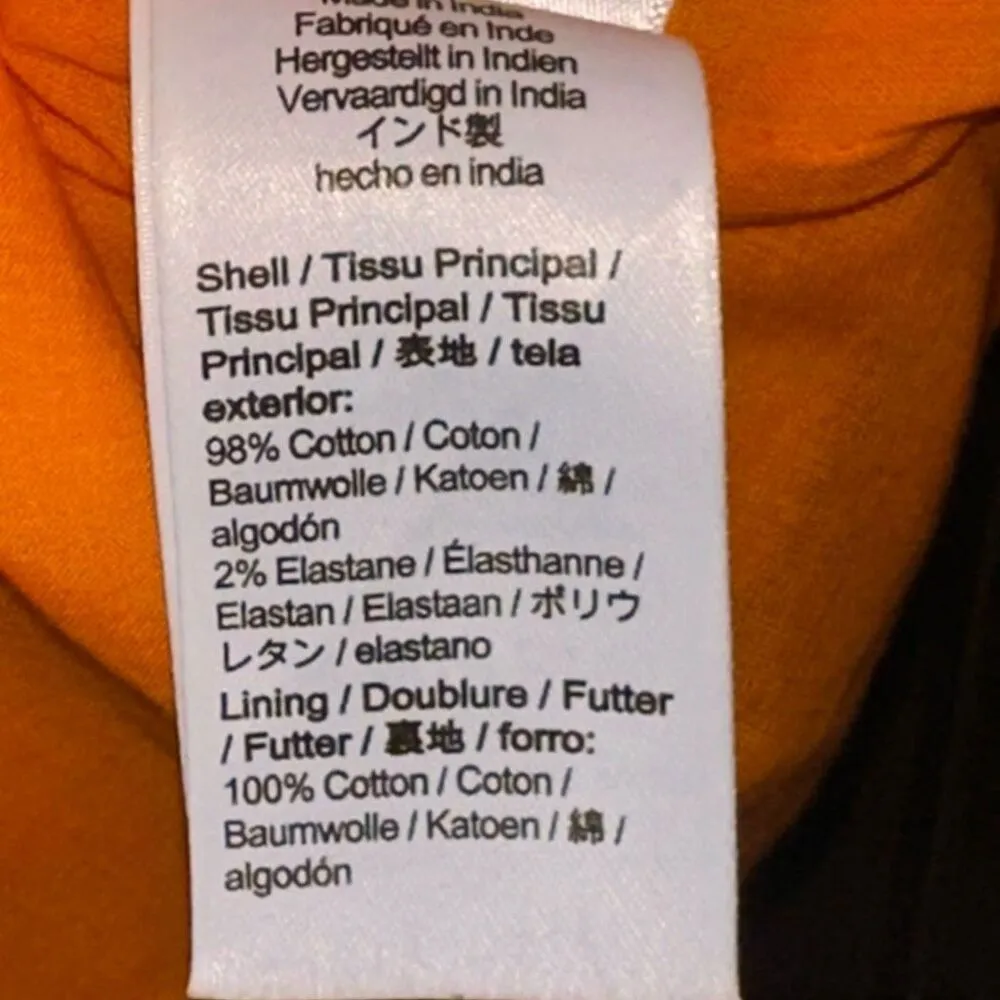 Made in India
Fabriqué en Inde
Hergestellt in Indien
Vervaardigd in India
インド製
hecho en india
Shell / Tissu Principal /
Tissu Principal / Tissu
Principal / 表地 / tela
exterior:
98% Cotton / Coton /
Baumwolle / Katoen / 綿 /
algodón
2% Elastane / Élasthanne /
Elastan / Elastaan / ポリウ
レタン / elastano
Lining / Doublure / Futter
/ Futter / 裏地 / forro:
100% Cotton / Coton /
Baumwolle / Katoen / 綿 /
algodón